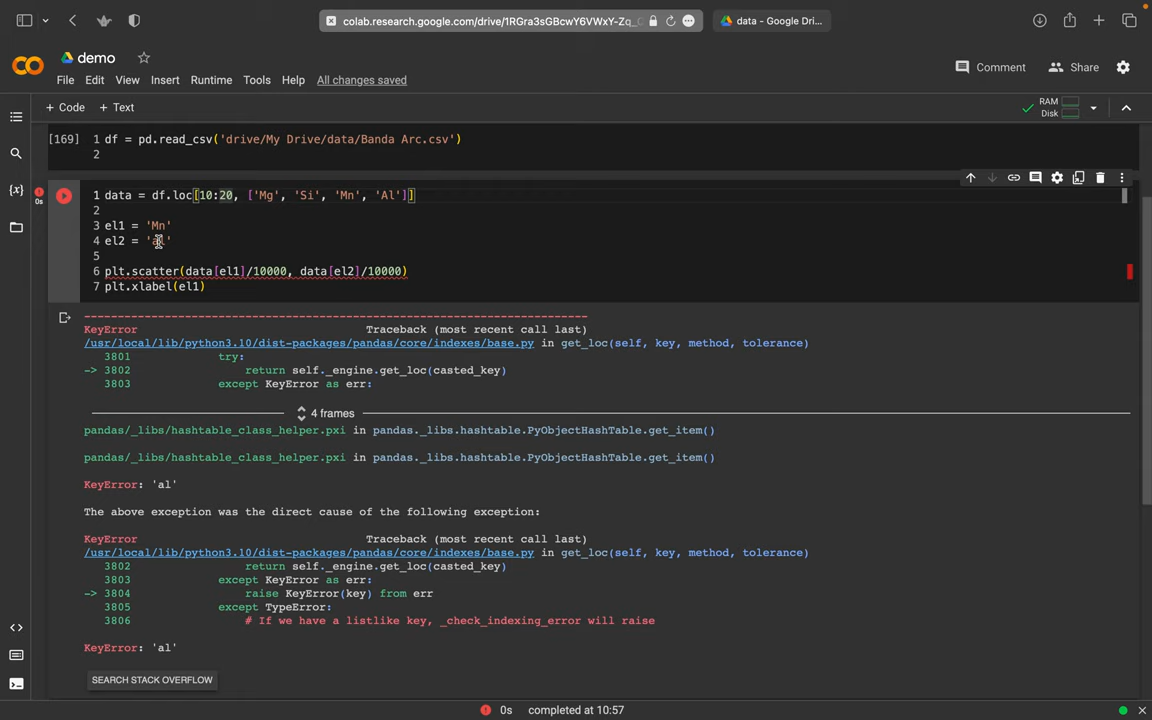 colab.research.google.com/drive/1RGra3sGBcwY6VWxY-Zq_
data - Google Dri...
demo
File Edit View Insert Runtime Tools Help All changes saved
Comment Share
+ Code + Text
RAM
Disk
[169] 1 df = pd.read_csv('drive/My Drive/data/Banda Arc.csv')
2
0s
1 data = df.loc[10:20, ['Mg', 'Si', 'Mn', 'Al']]
2
3 el1 = 'Mn'
4 el2 = 'al'
5
6 plt.scatter(data[el1]/10000, data[el2]/10000)
7 plt.xlabel(el1)
---------------------------------------------------------------------------
KeyError Traceback (most recent call last)
/usr/local/lib/python3.10/dist-packages/pandas/core/indexes/base.py in get_loc(self, key, method, tolerance)
3801 try:
-> 3802 return self._engine.get_loc(casted_key)
3803 except KeyError as err:
4 frames
pandas/_libs/hashtable_class_helper.pxi in pandas._libs.hashtable.PyObjectHashTable.get_item()
pandas/_libs/hashtable_class_helper.pxi in pandas._libs.hashtable.PyObjectHashTable.get_item()
KeyError: 'al'
The above exception was the direct cause of the following exception:
KeyError Traceback (most recent call last)
/usr/local/lib/python3.10/dist-packages/pandas/core/indexes/base.py in get_loc(self, key, method, tolerance)
3802 return self._engine.get_loc(casted_key)
3803 except KeyError as err:
-> 3804 raise KeyError(key) from err
3805 except TypeError:
3806 # If we have a listlike key, _check_indexing_error will raise
KeyError: 'al'
SEARCH STACK OVERFLOW
0s completed at 10:57